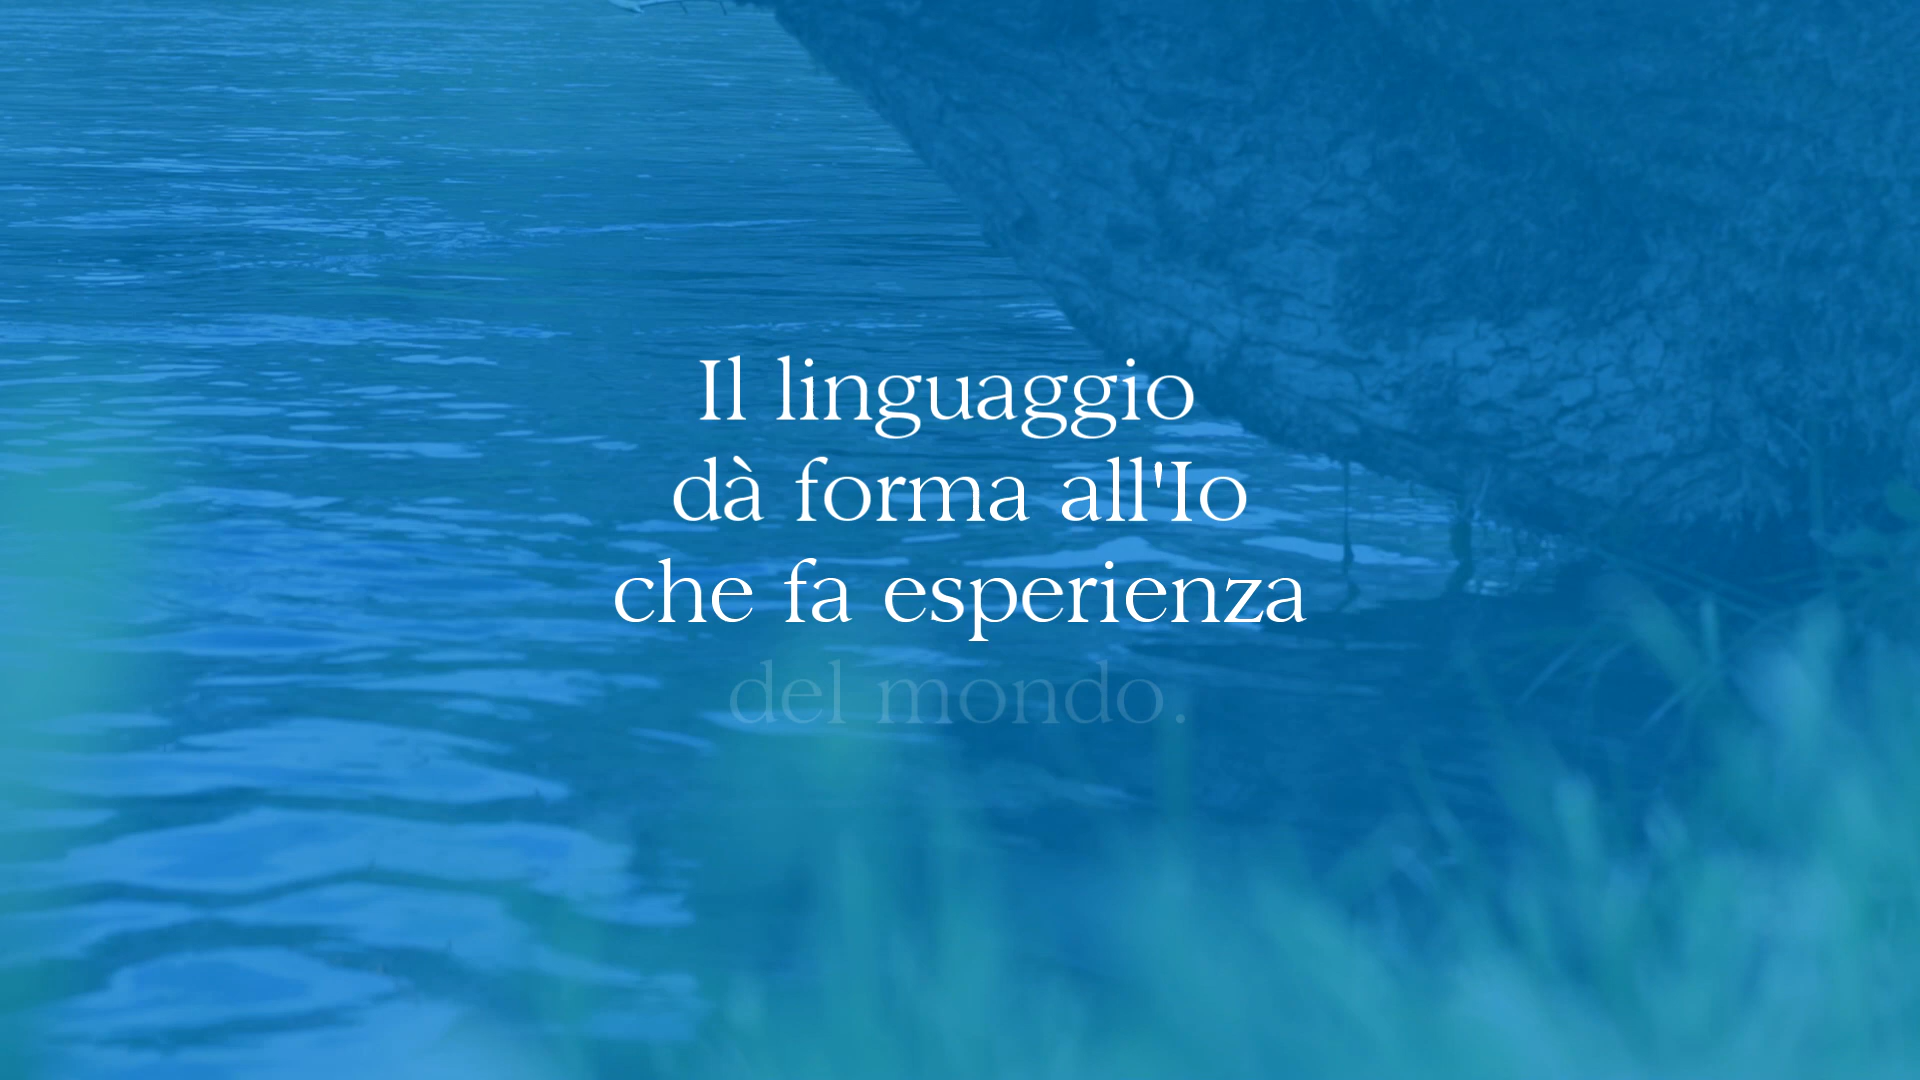 Il linguaggio
dà forma all'Io
che fa esperienza
del mondo.